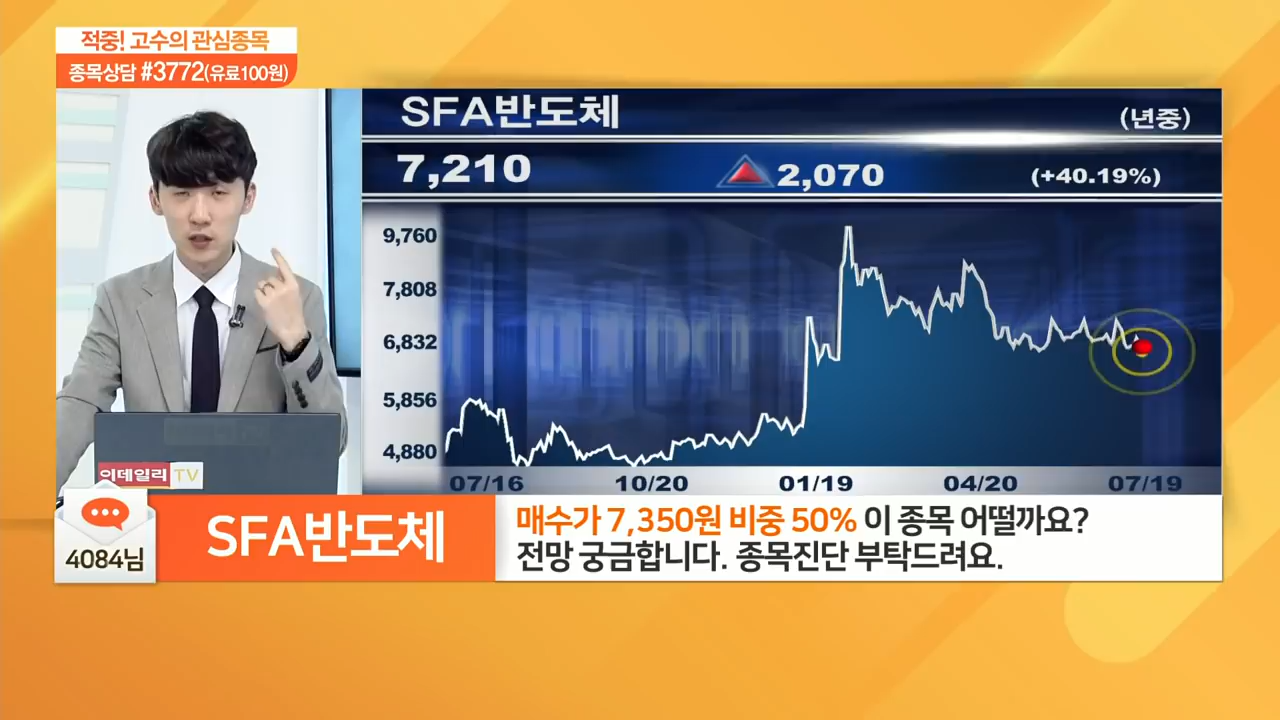 적중! 고수의 관심종목
종목상담 #3772(유료100원)
SFA반도체
(년중)
7,210
2,070
(+40.19%)
9,760
7,808
6,832
5,856
4,880
07/16
10/20
01/19
04/20
07/19
이데일리 TV
4084님
SFA반도체
매수가 7,350원 비중 50% 이 종목 어떨까요?
전망 궁금합니다. 종목진단 부탁드려요.